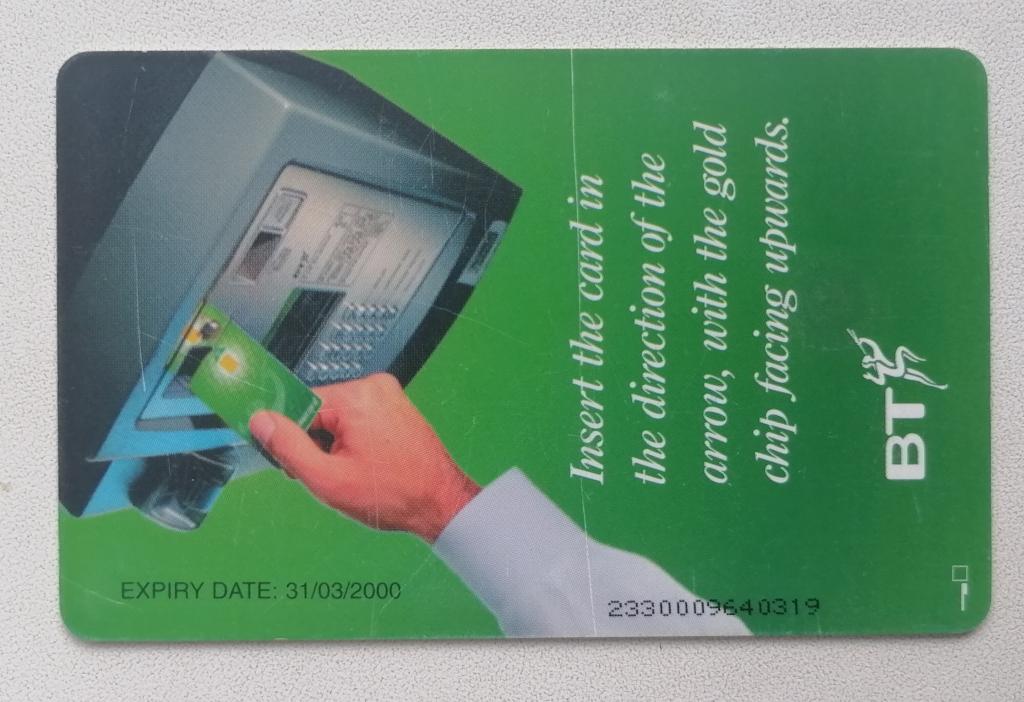 Insert the card in
the direction of the
arrow, with the gold
chip facing upwards.
BT
EXPIRY DATE: 31/03/2000
2330009640319